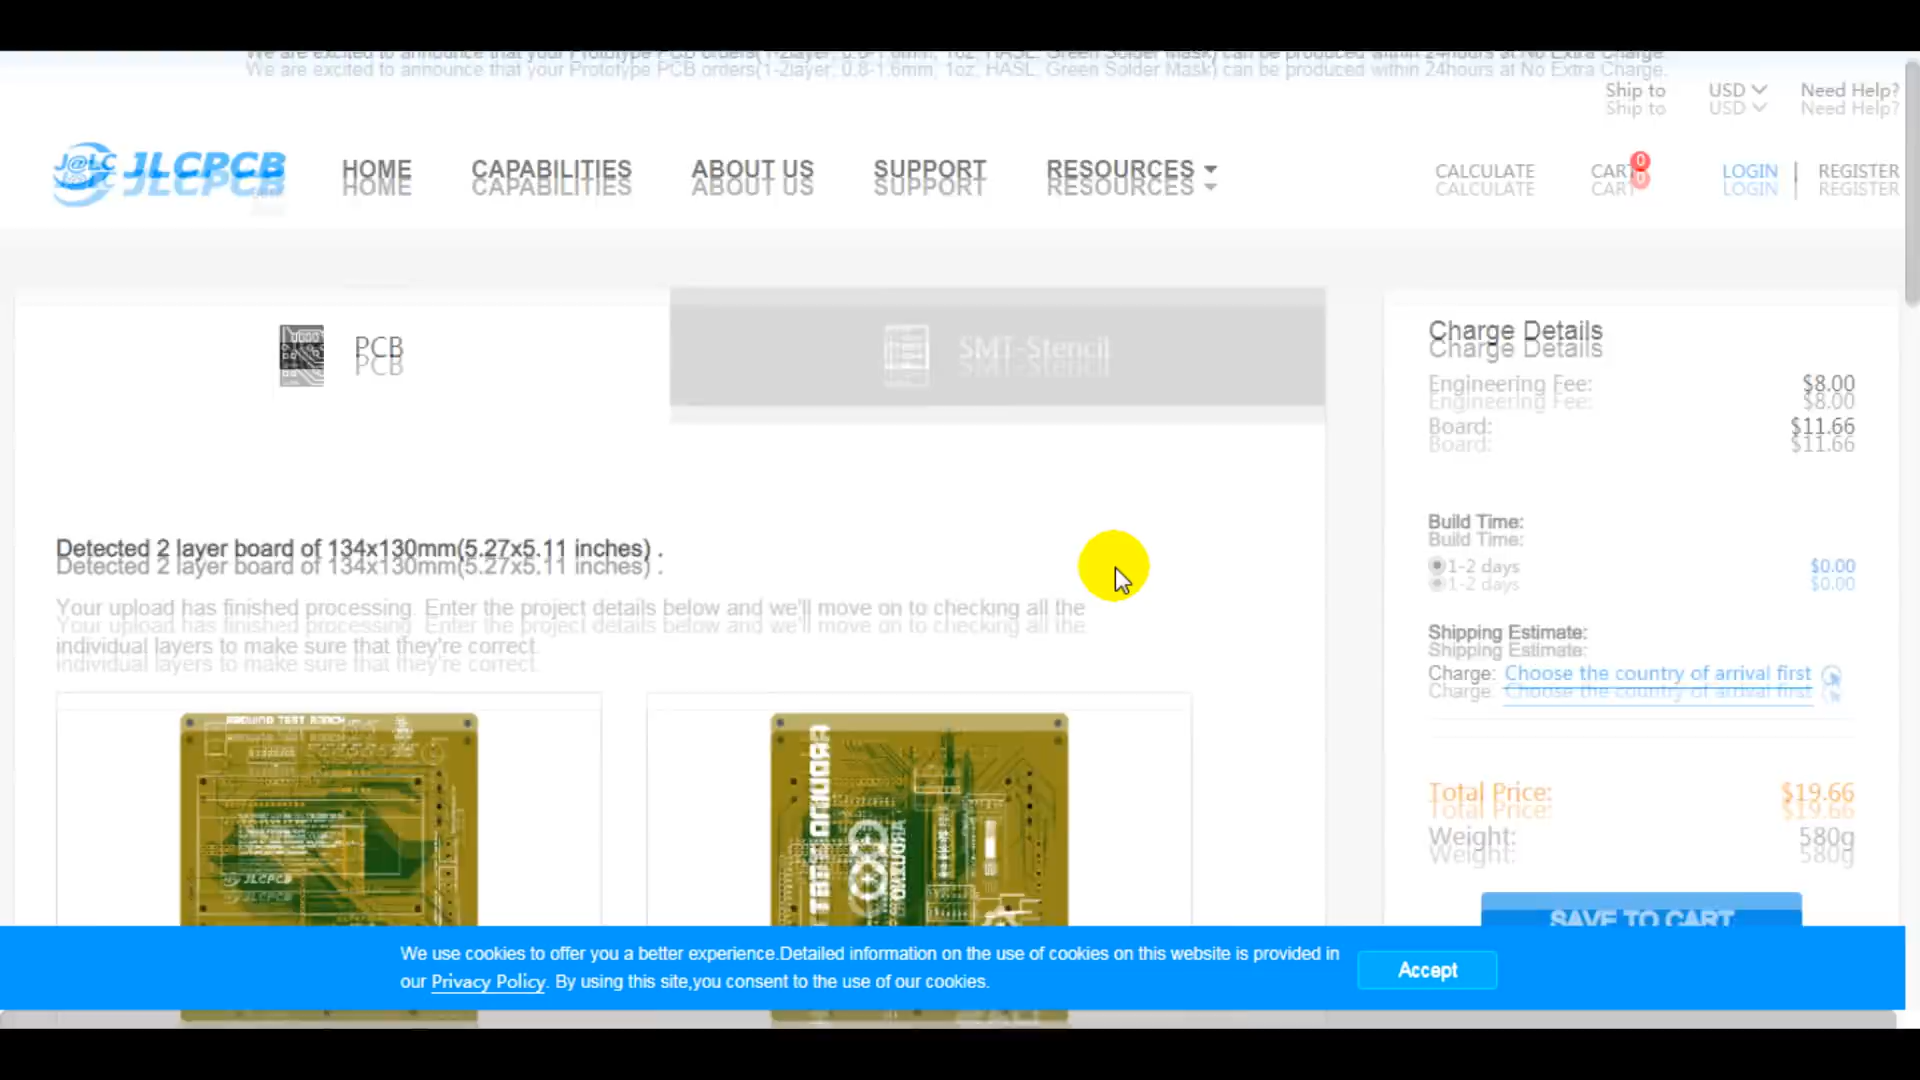 We are excited to announce that your Prototype PCB orders(1-2layer, 0.8-1.6mm, 1oz, HASL, Green Solder Mask) can be produced within 24hours at No Extra Charge.
Ship to USD Need Help?
J@LC JLCPCB HOME CAPABILITIES ABOUT US SUPPORT RESOURCES CALCULATE CART 0 LOGIN | REGISTER
PCB SMT-Stencil
Charge Details
Engineering Fee: $8.00
Board: $11.66
Build Time:
1-2 days $0.00
Shipping Estimate:
Charge: Choose the country of arrival first
Total Price: $19.66
Weight: 580g
SAVE TO CART
Detected 2 layer board of 134x130mm(5.27x5.11 inches) .
Your upload has finished processing. Enter the project details below and we'll move on to checking all the
individual layers to make sure that they're correct.
ARDUINO TEST BENCH
JLCPCB
We use cookies to offer you a better experience.Detailed information on the use of cookies on this website is provided in
our Privacy Policy. By using this site,you consent to the use of our cookies.
Accept